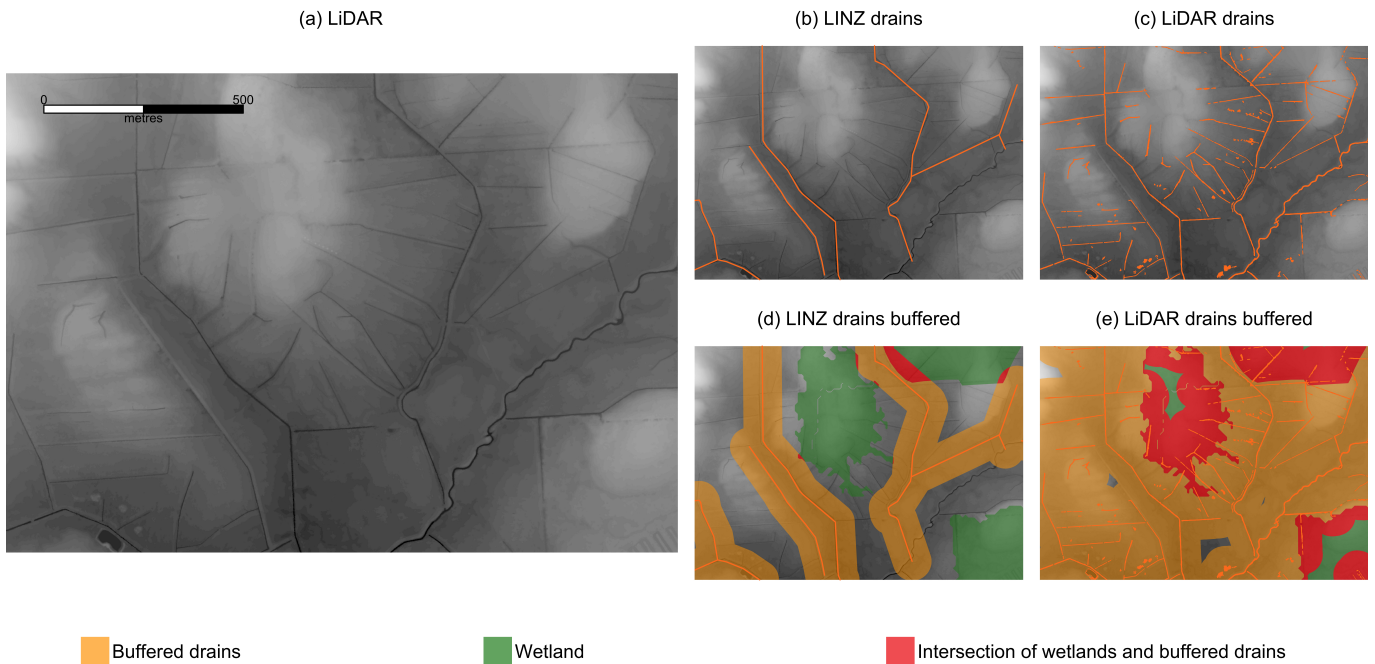 (a) LiDAR
(b) LINZ drains
(c) LiDAR drains
0 500
metres
(d) LINZ drains buffered
(e) LiDAR drains buffered
Buffered drains
Wetland
Intersection of wetlands and buffered drains